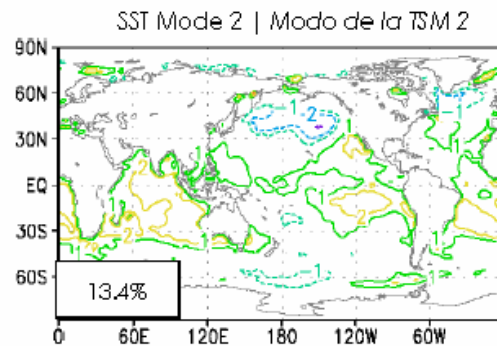 SST Mode 2 | Modo de la TSM 2
90N
60N
30N
EQ
30S
60S
13.4%
0 60E 120E 180 120W 60W